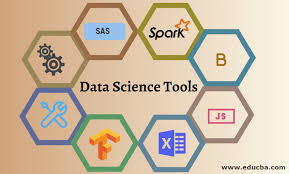 SAS
Spark
B
Data Science Tools
JS
X
www.educba.com